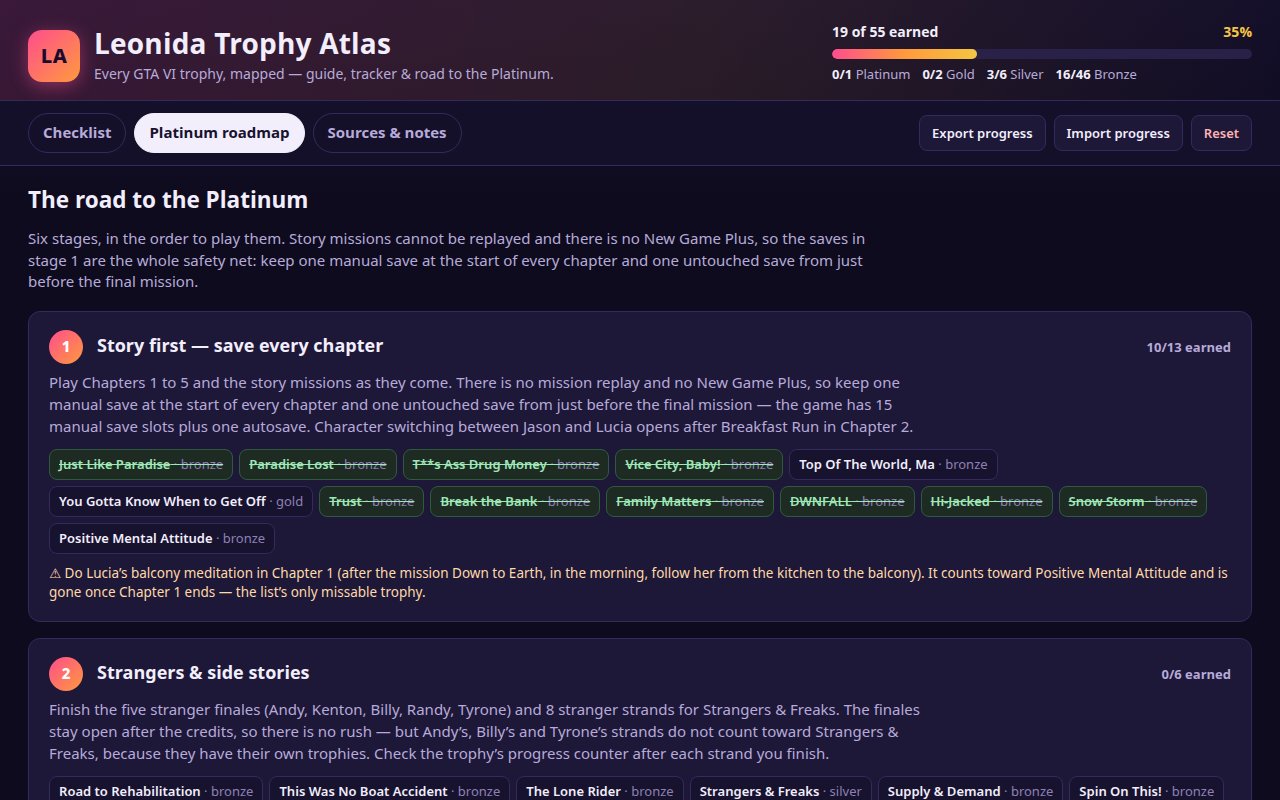 LA
Leonida Trophy Atlas
Every GTA VI trophy, mapped — guide, tracker & road to the Platinum.
19 of 55 earned
35%
0/1 Platinum 0/2 Gold 3/6 Silver 16/46 Bronze
Checklist
Platinum roadmap
Sources & notes
Export progress
Import progress
Reset
The road to the Platinum
Six stages, in the order to play them. Story missions cannot be replayed and there is no New Game Plus, so the saves in
stage 1 are the whole safety net: keep one manual save at the start of every chapter and one untouched save from just
before the final mission.
1
Story first — save every chapter
10/13 earned
Play Chapters 1 to 5 and the story missions as they come. There is no mission replay and no New Game Plus, so keep one
manual save at the start of every chapter and one untouched save from just before the final mission — the game has 15
manual save slots plus one autosave. Character switching between Jason and Lucia opens after Breakfast Run in Chapter 2.
Just Like Paradise · bronze
Paradise Lost · bronze
T**s Ass Drug Money · bronze
Vice City, Baby! · bronze
Top Of The World, Ma · bronze
You Gotta Know When to Get Off · gold
Trust · bronze
Break the Bank · bronze
Family Matters · bronze
DWNFALL · bronze
Hi-Jacked · bronze
Snow Storm · bronze
Positive Mental Attitude · bronze
⚠ Do Lucia’s balcony meditation in Chapter 1 (after the mission Down to Earth, in the morning, follow her from the kitchen to the balcony). It counts toward Positive Mental Attitude and is
gone once Chapter 1 ends — the list’s only missable trophy.
2
Strangers & side stories
0/6 earned
Finish the five stranger finales (Andy, Kenton, Billy, Randy, Tyrone) and 8 stranger strands for Strangers & Freaks. The finales
stay open after the credits, so there is no rush — but Andy’s, Billy’s and Tyrone’s strands do not count toward Strangers &
Freaks, because they have their own trophies. Check the trophy’s progress counter after each strand you finish.
Road to Rehabilitation · bronze
This Was No Boat Accident · bronze
The Lone Rider · bronze
Strangers & Freaks · silver
Supply & Demand · bronze
Spin On This! · bronze